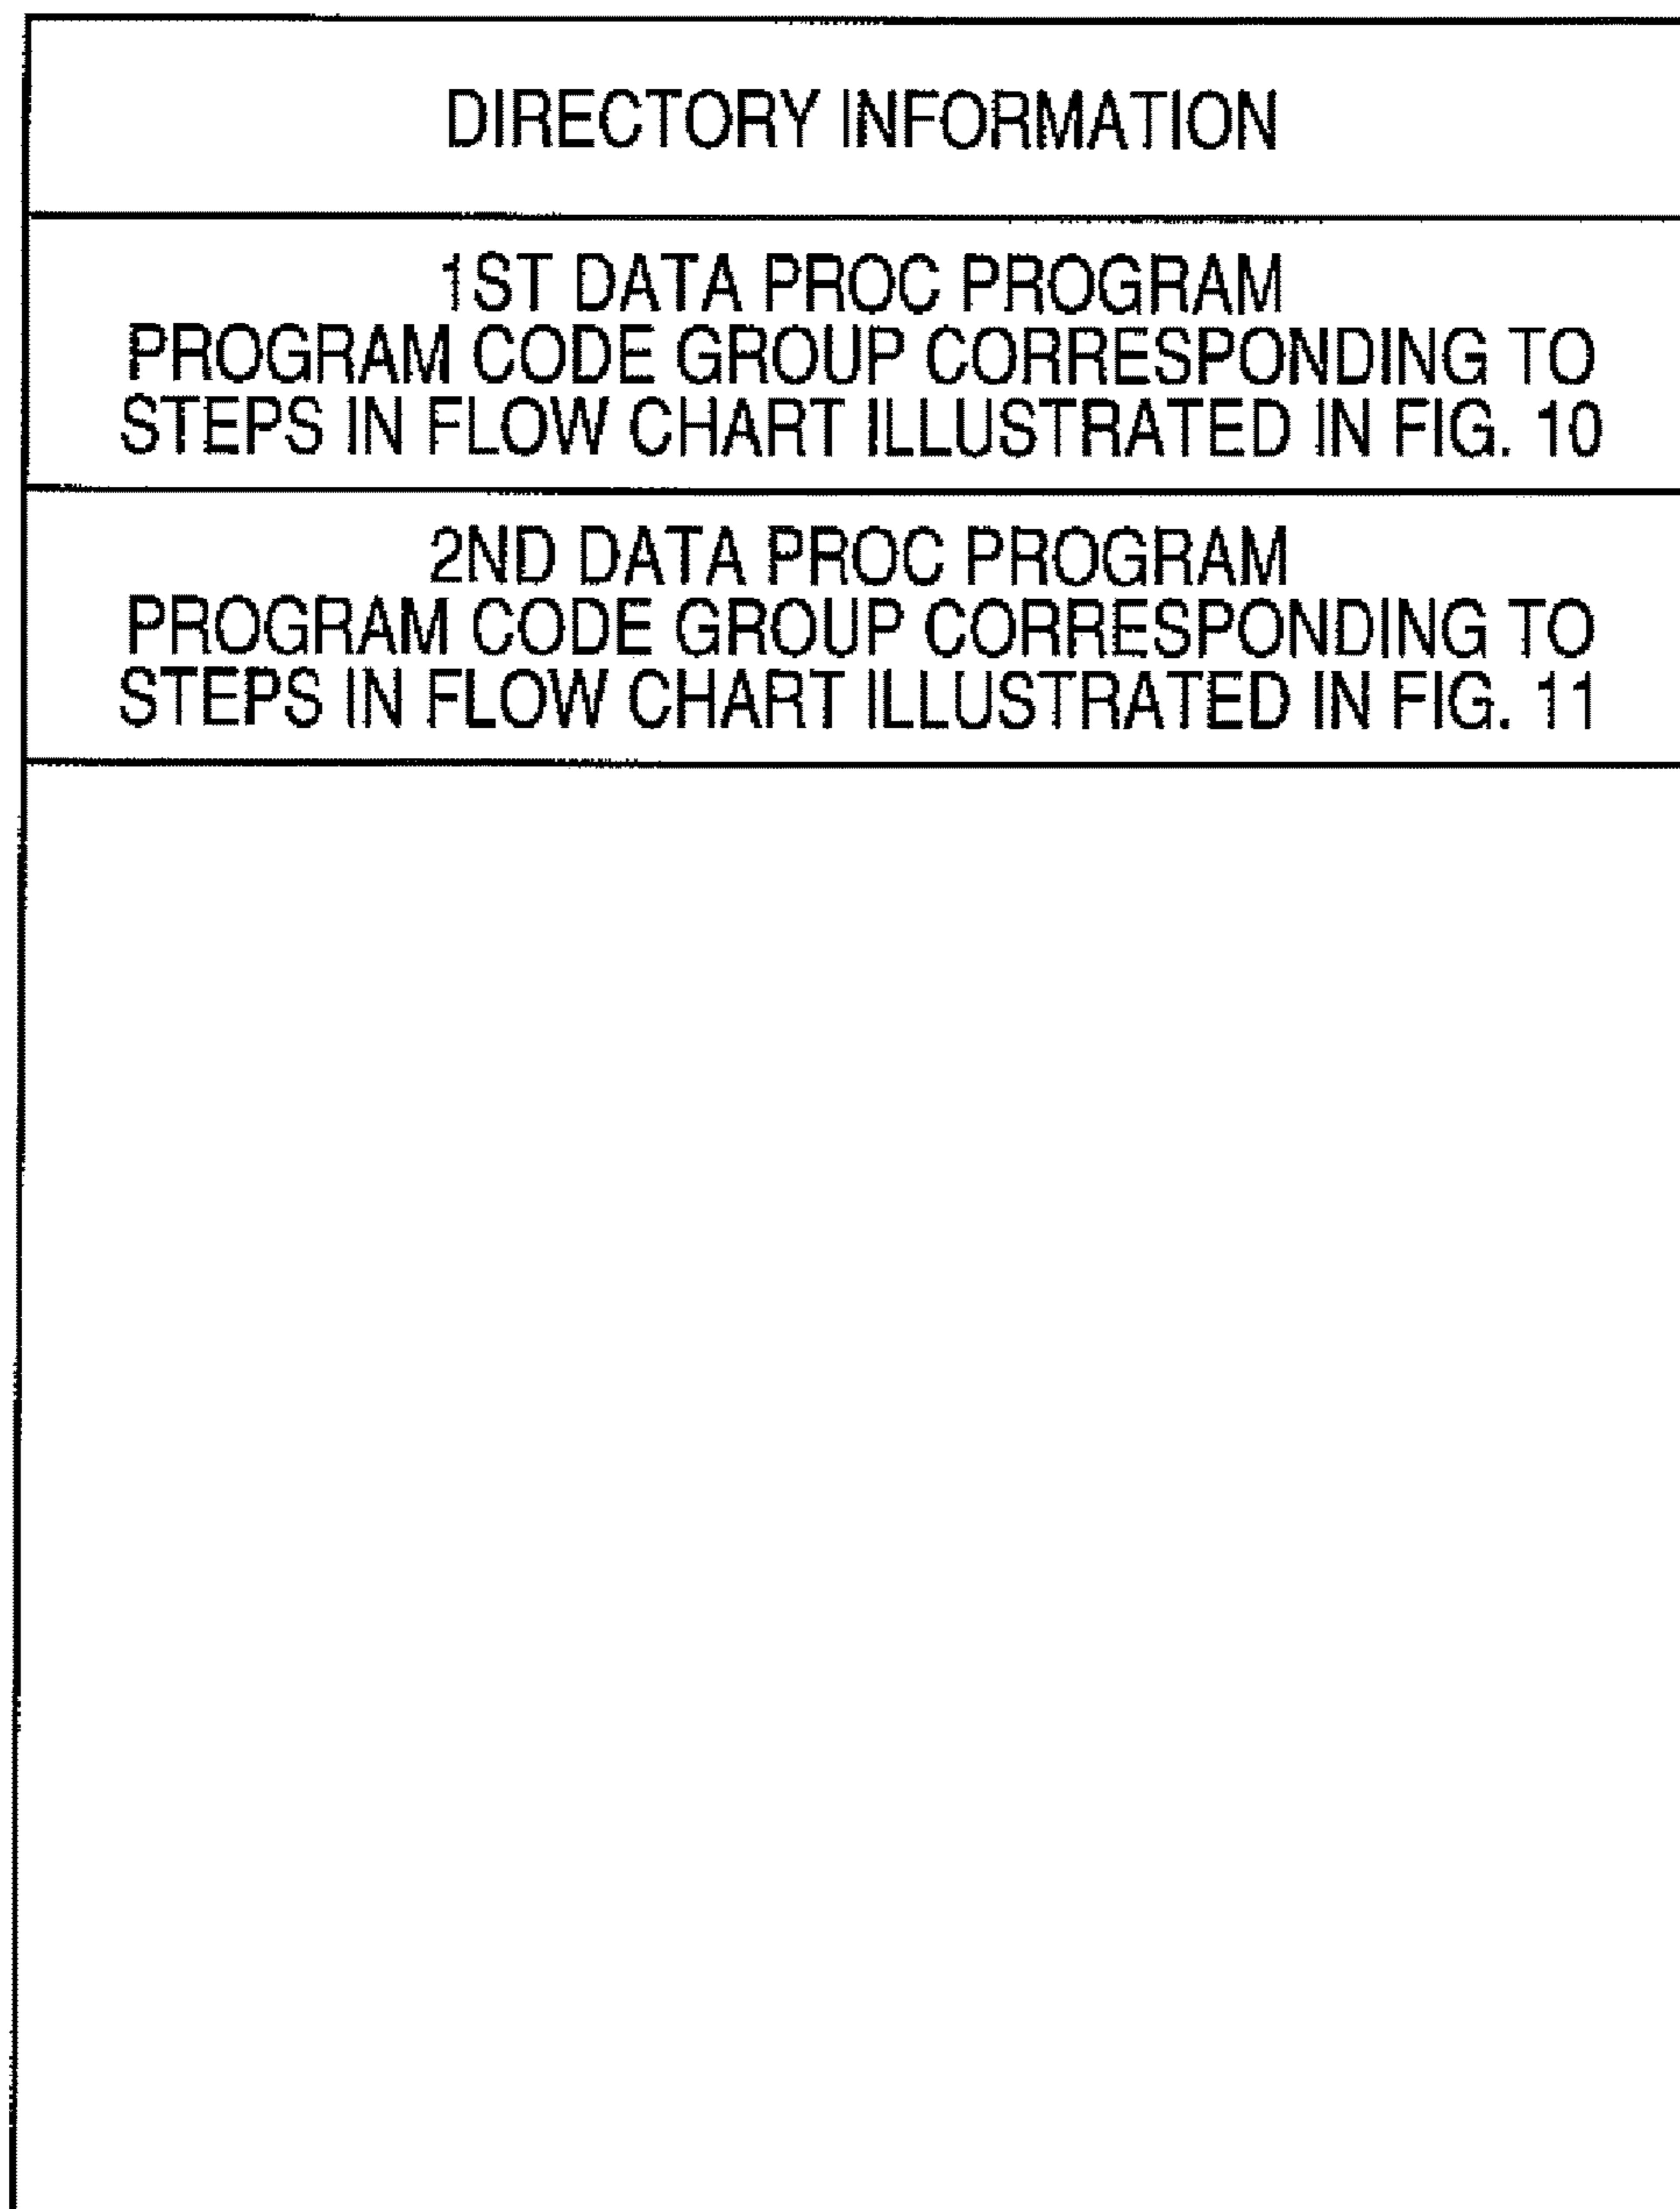 DIRECTORY INFORMATION
1ST DATA PROC PROGRAM
PROGRAM CODE GROUP CORRESPONDING TO
STEPS IN FLOW CHART ILLUSTRATED IN FIG. 10
2ND DATA PROC PROGRAM
PROGRAM CODE GROUP CORRESPONDING TO
STEPS IN FLOW CHART ILLUSTRATED IN FIG. 11